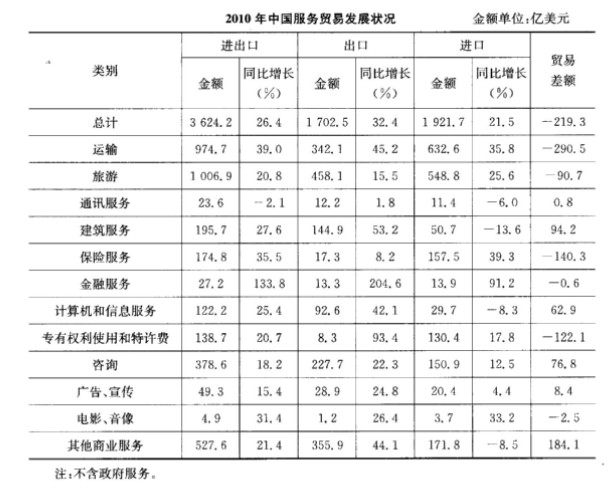 2010年中国服务贸易发展状况 金额单位:亿美元
类别 进出口 出口 进口 贸易差额
金额 同比增长(%) 金额 同比增长(%) 金额 同比增长(%)
总计 3 624.2 26.4 1 702.5 32.4 1 921.7 21.5 −219.3
运输 974.7 39.0 342.1 45.2 632.6 35.8 −290.5
旅游 1 006.9 20.8 458.1 15.5 548.8 25.6 −90.7
通讯服务 23.6 −2.1 12.2 1.8 11.4 −6.0 0.8
建筑服务 195.7 27.6 144.9 53.2 50.7 −13.6 94.2
保险服务 174.8 35.5 17.3 8.2 157.5 39.3 −140.3
金融服务 27.2 133.8 13.3 204.6 13.9 91.2 −0.6
计算机和信息服务 122.2 25.4 92.6 42.1 29.7 −8.3 62.9
专有权利使用和特许费 138.7 20.7 8.3 93.4 130.4 17.8 −122.1
咨询 378.6 18.2 227.7 22.3 150.9 12.5 76.8
广告、宣传 49.3 15.4 28.9 24.8 20.4 4.4 8.4
电影、音像 4.9 31.4 1.2 26.4 3.7 33.2 −2.5
其他商业服务 527.6 21.4 355.9 44.1 171.8 −8.5 184.1
注:不含政府服务。